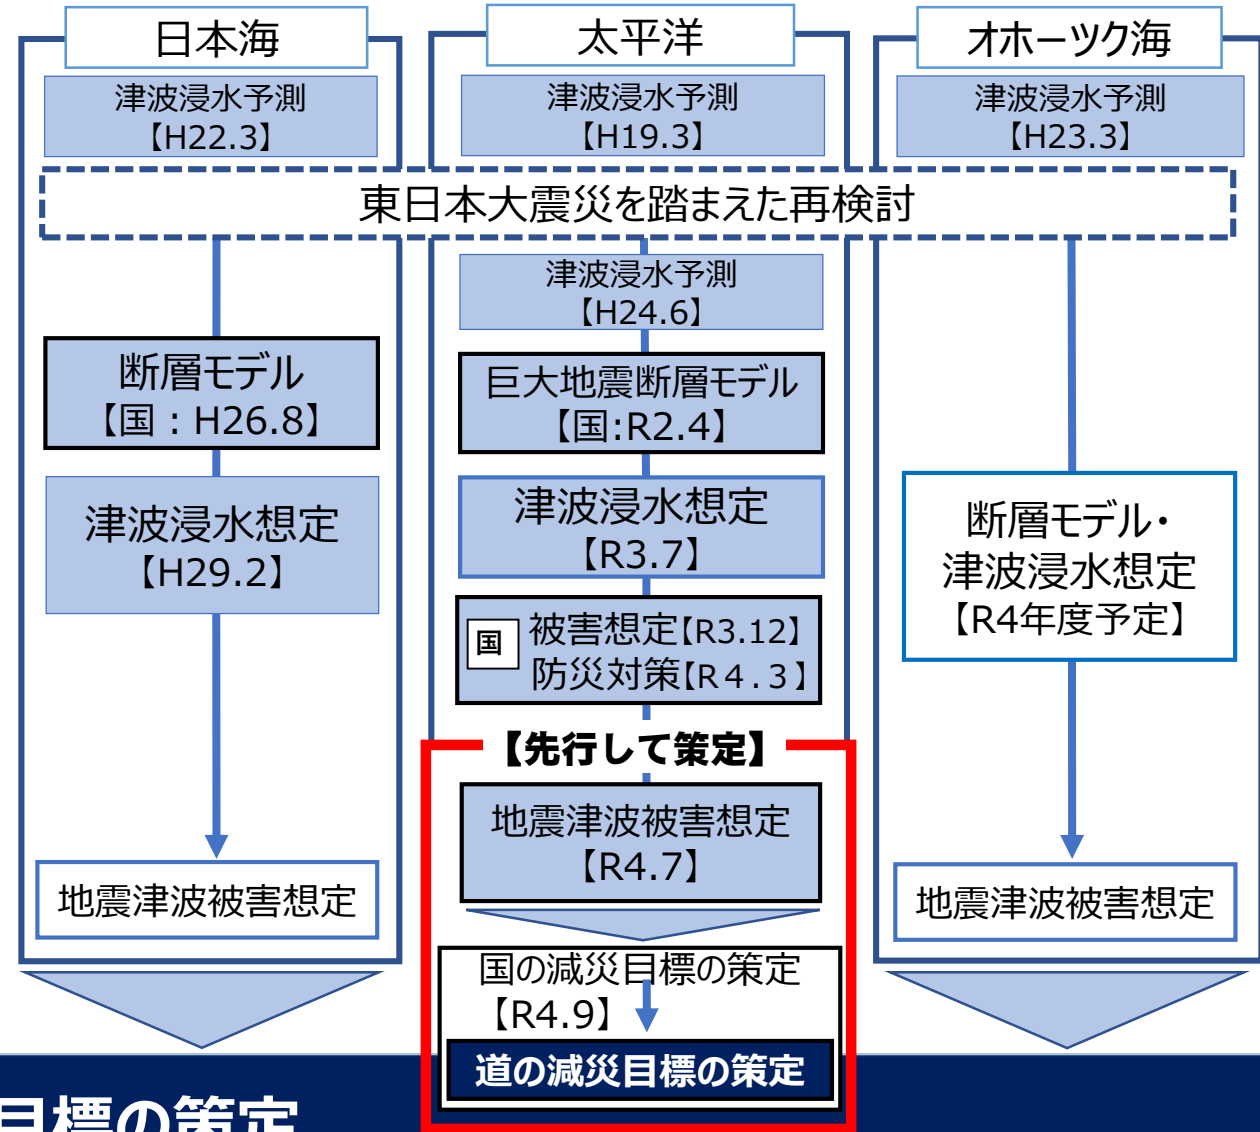 日本海
津波浸水予測
【H22.3】
太平洋
津波浸水予測
【H19.3】
オホーツク海
津波浸水予測
【H23.3】
東日本大震災を踏まえた再検討
断層モデル
【国：H26.8】
津波浸水想定
【H29.2】
地震津波被害想定
津波浸水予測
【H24.6】
巨大地震断層モデル
【国:R2.4】
津波浸水想定
【R3.7】
国
被害想定【R3.12】
防災対策【Ｒ４.３】
【先行して策定】
地震津波被害想定
【R4.7】
国の減災目標の策定
【R4.9】
道の減災目標の策定
断層モデル・
津波浸水想定
【R4年度予定】
地震津波被害想定
目標の策定